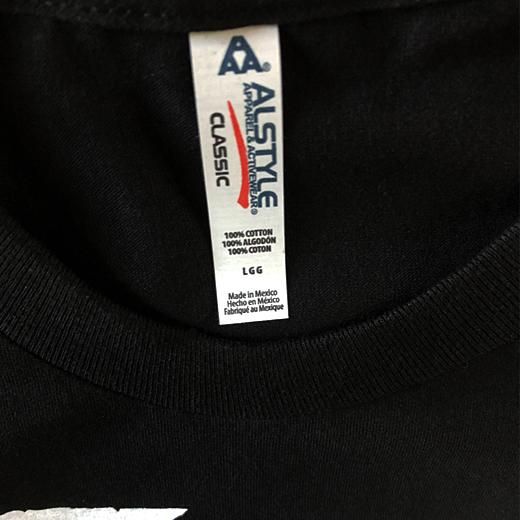 AA®
ALSTYLE
APPAREL & ACTIVEWEAR®
CLASSIC
100% COTTON
100% ALGODÓN
100% COTON
LGG
Made in Mexico
Hecho en México
Fabriqué au Mexique